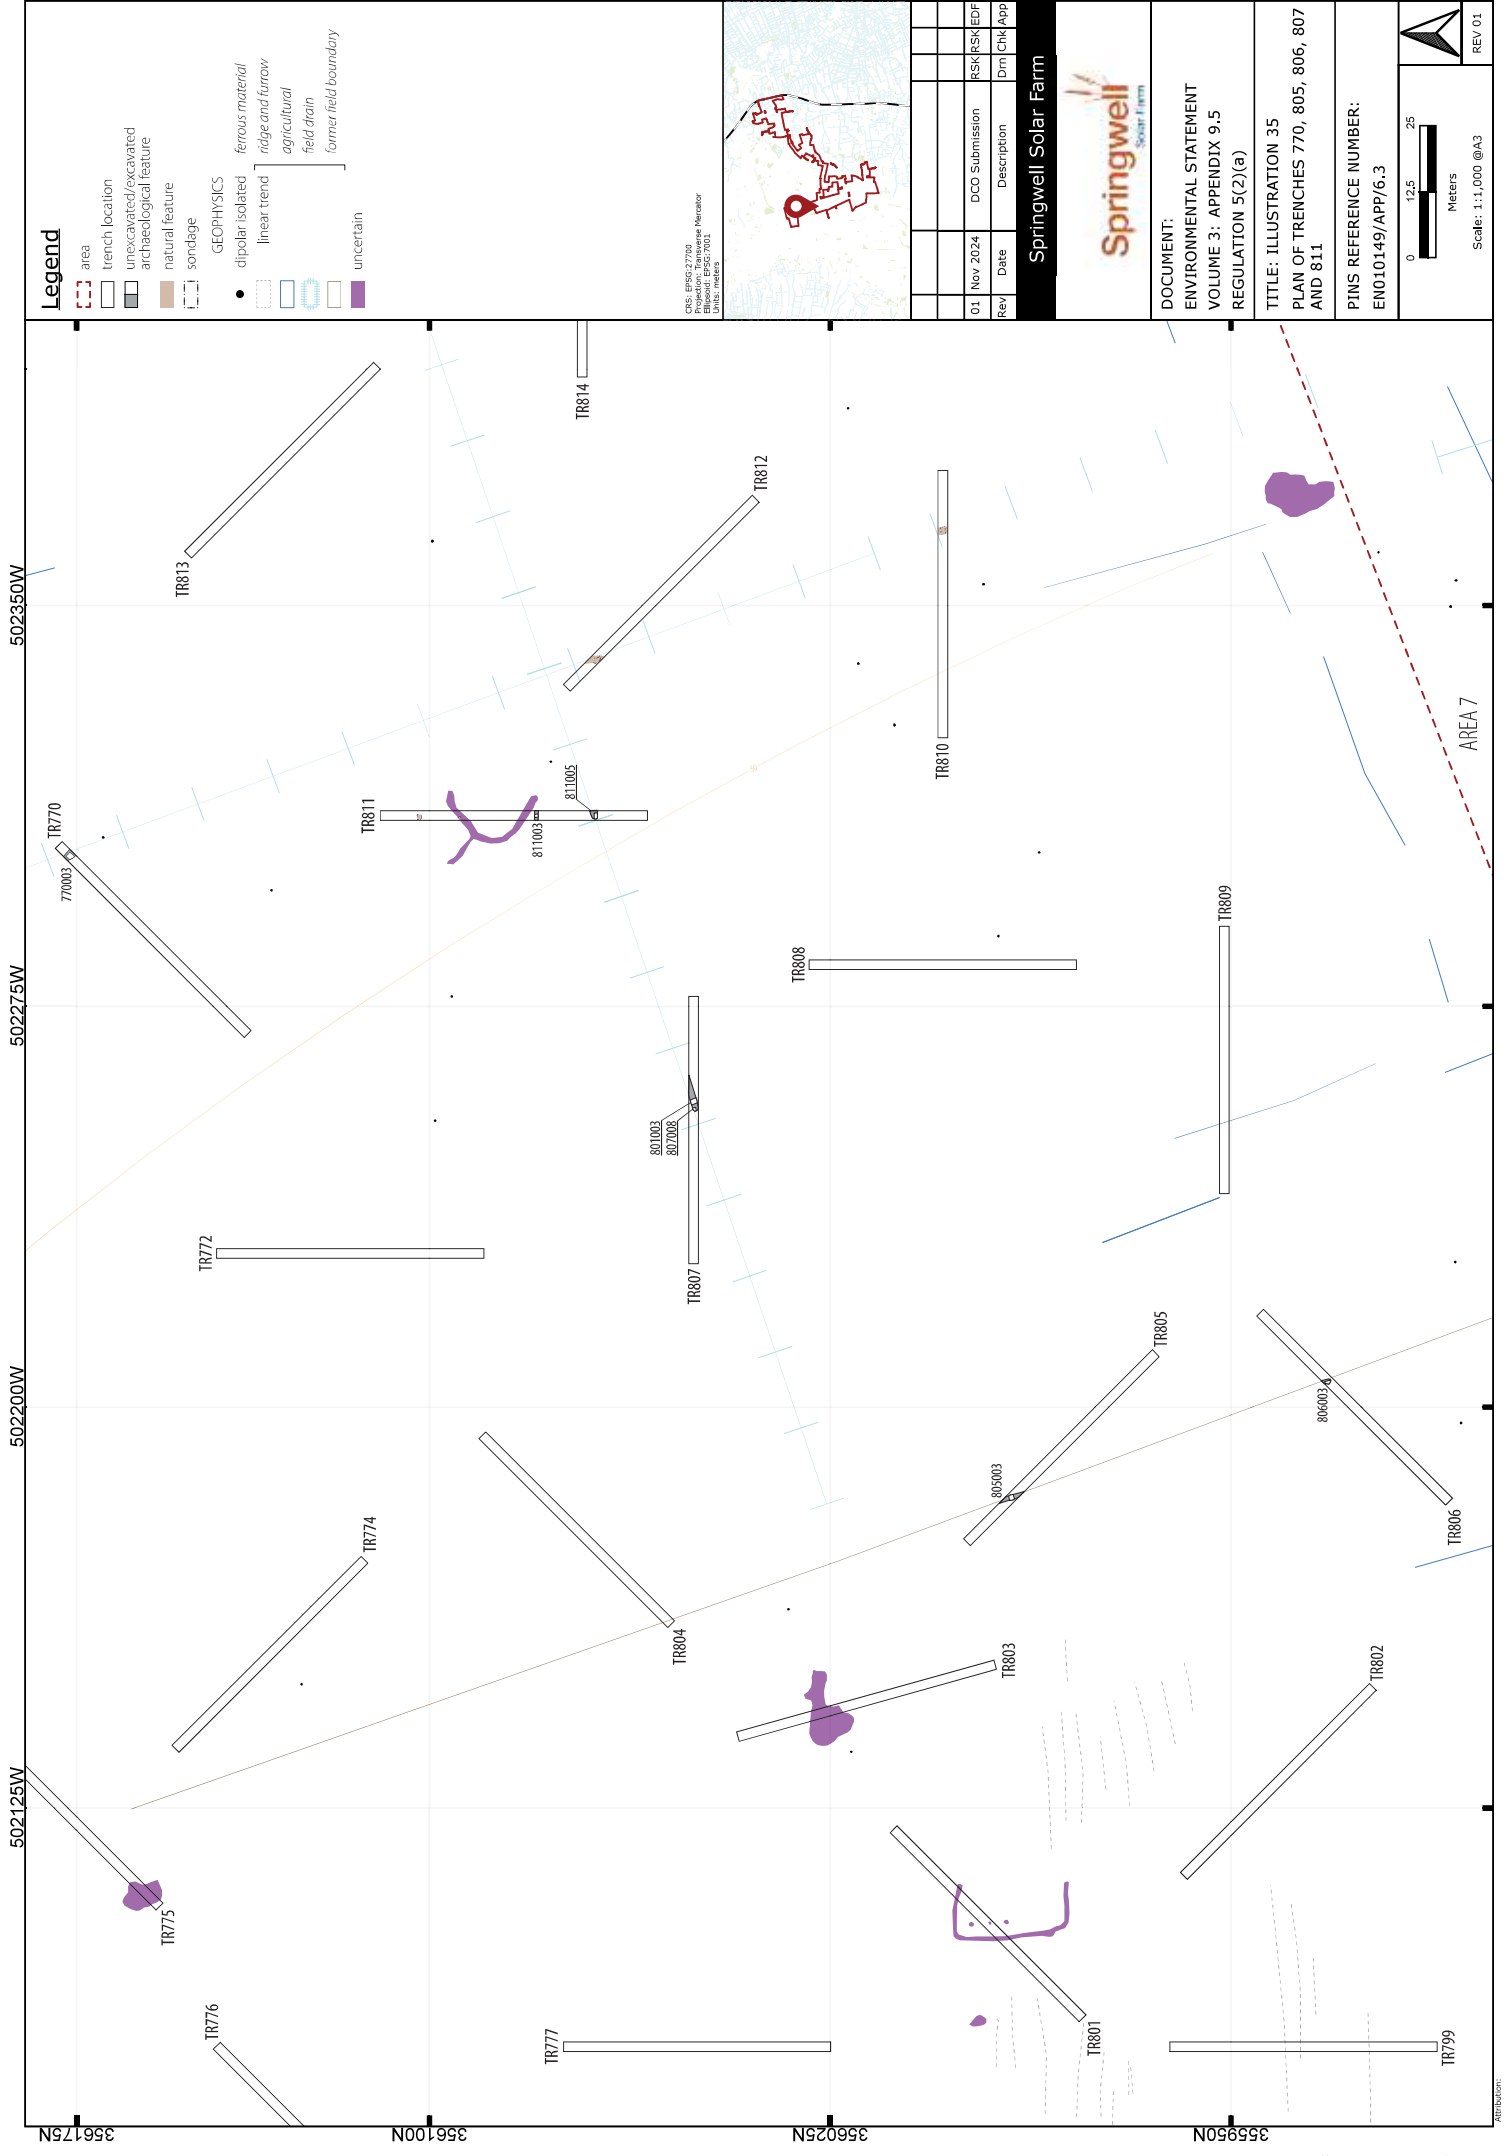 Legend
area
trench location
unexcavated/excavated
archaeological feature
natural feature
sondage
GEOPHYSICS
dipolar isolated
ferrous material
linear trend
ridge and furrow
agricultural
field drain
former field boundary
uncertain
CRS: EPSG:27700
Projection: Transverse Mercator
Ellipsoid: EPSG:7001
Units: meters
01 Nov 2024 DCO Submission RSK RSK EDF
Rev Date Description Drn Chk App
Springwell Solar Farm
Springwell
Solar Farm
DOCUMENT:
ENVIRONMENTAL STATEMENT
VOLUME 3: APPENDIX 9.5
REGULATION 5(2)(a)
TITLE: ILLUSTRATION 35
PLAN OF TRENCHES 770, 805, 806, 807
AND 811
PINS REFERENCE NUMBER:
EN010149/APP/6.3
0 12.5 25
Meters
Scale: 1:1,000 @A3
REV 01
502350W
502275W
502200W
502125W
356175N
356100N
356025N
355950N
TR813
TR814
TR812
TR770
770003
TR811
811003
811005
50
TR810
AREA 7
TR808
TR809
801003
807008
TR807
TR772
TR805
805003
806003
TR806
TR774
TR804
TR803
TR802
TR775
TR776
TR777
TR801
TR799
Attribution: